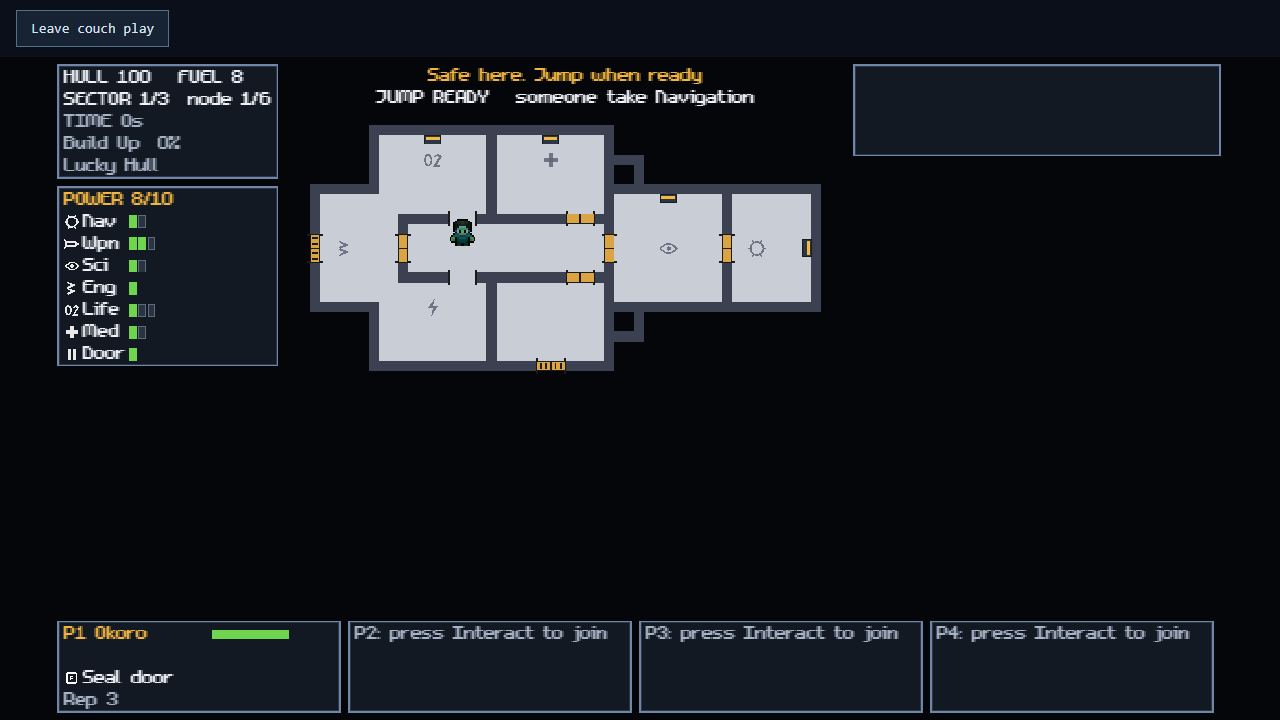 Leave couch play
HULL 100 FUEL 8
SECTOR 1/3 node 1/6
TIME 0s
Build Up 0%
Lucky Hull
Safe here. Jump when ready
JUMP READY someone take Navigation
POWER 8/10
Nav
Wpn
Sci
Eng
O2 Life
Med
Door
O2
P1 Okoro
E Seal door
Rep 3
P2: press Interact to join
P3: press Interact to join
P4: press Interact to join